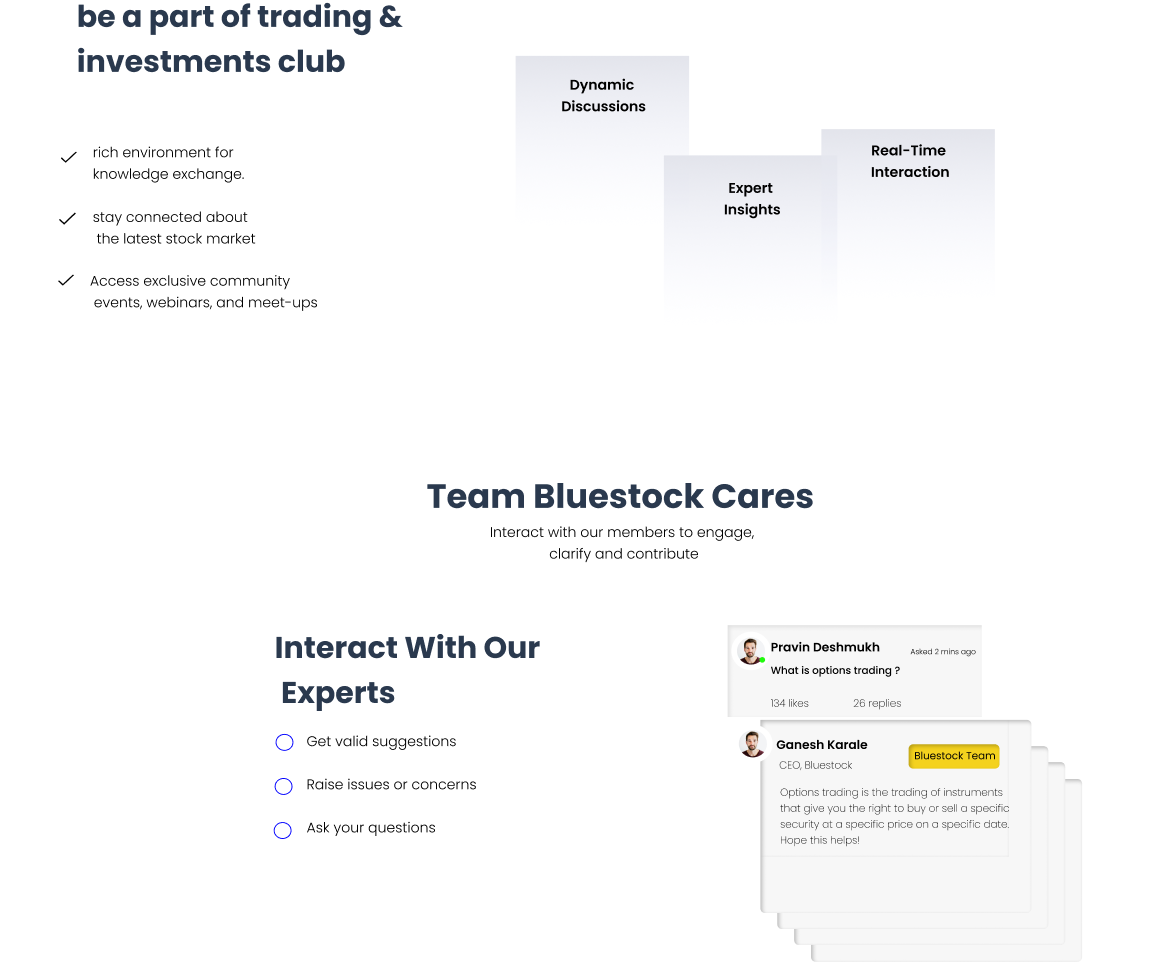 be a part of trading &
investments club
rich environment for
knowledge exchange.
stay connected about
the latest stock market
Access exclusive community
events, webinars, and meet-ups
Dynamic
Discussions
Expert
Insights
Real-Time
Interaction
Team Bluestock Cares
Interact with our members to engage,
clarify and contribute
Interact With Our
Experts
Get valid suggestions
Raise issues or concerns
Ask your questions
Pravin Deshmukh
Asked 2 mins ago
What is options trading ?
134 likes
26 replies
Ganesh Karale
CEO, Bluestock
Bluestock Team
Options trading is the trading of instruments
that give you the right to buy or sell a specific
security at a specific price on a specific date.
Hope this helps!